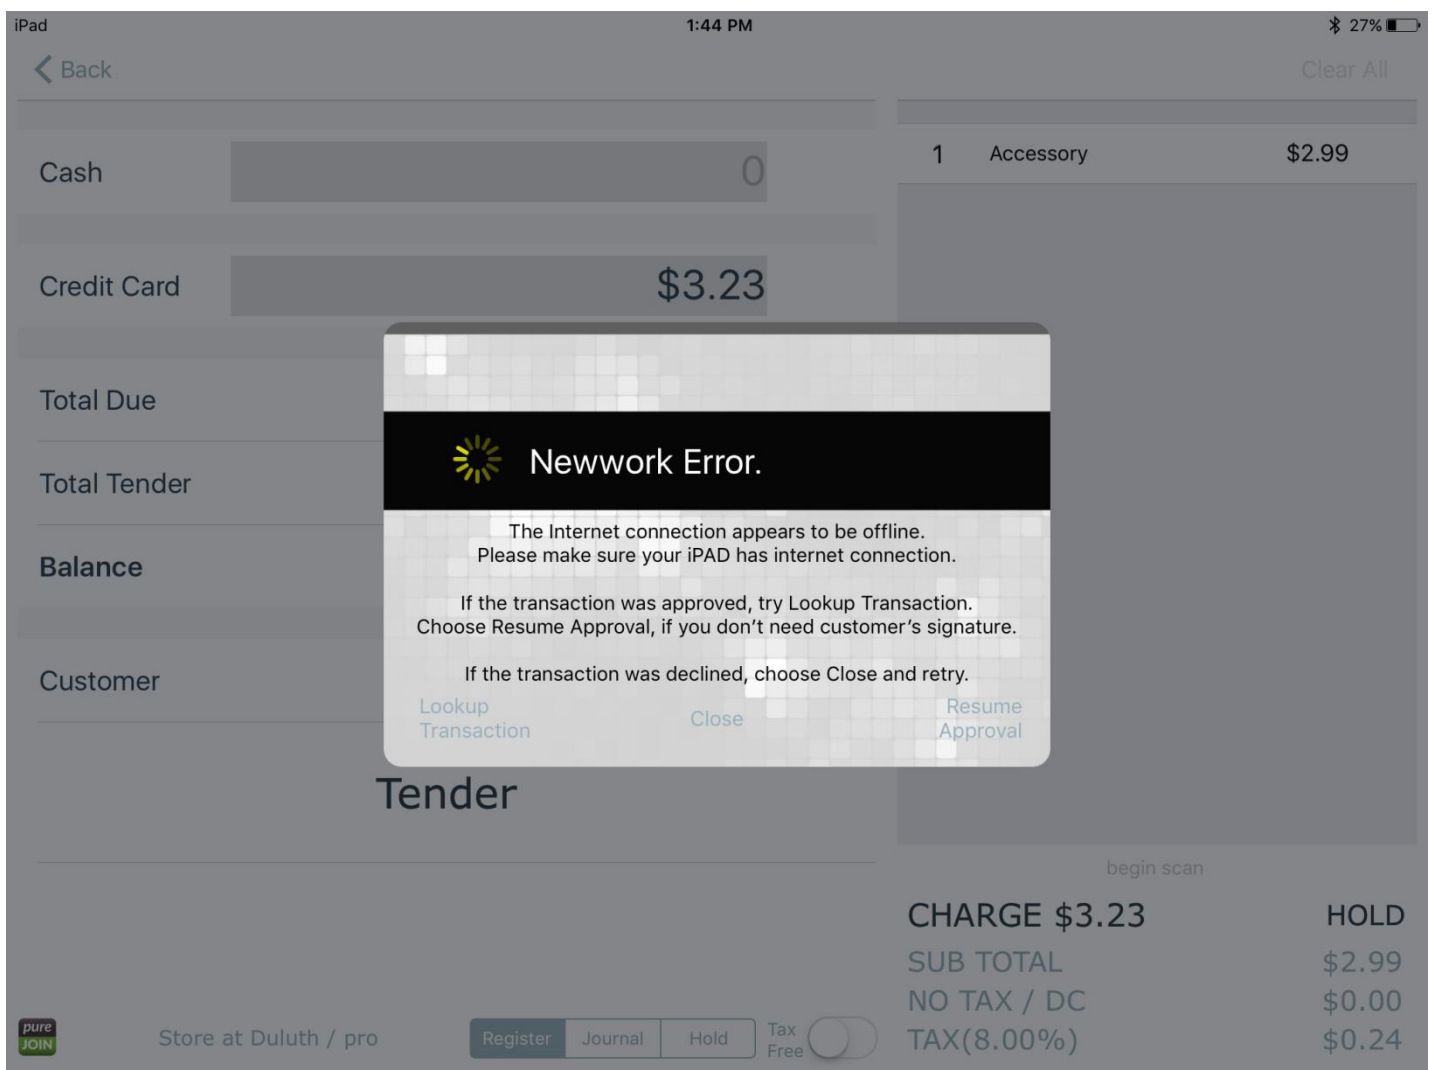 iPad 1:44 PM 27%
Back Clear All
Cash 0
1 Accessory $2.99
Credit Card $3.23
Total Due
Total Tender
Balance
Customer
Newwork Error.
The Internet connection appears to be offline.
Please make sure your iPAD has internet connection.
If the transaction was approved, try Lookup Transaction.
Choose Resume Approval, if you don't need customer's signature.
If the transaction was declined, choose Close and retry.
Lookup
Transaction
Close
Resume
Approval
Tender
begin scan
CHARGE $3.23 HOLD
SUB TOTAL $2.99
NO TAX / DC $0.00
TAX(8.00%) $0.24
pure
JOIN
Store at Duluth / pro
Register Journal Hold
Tax
Free